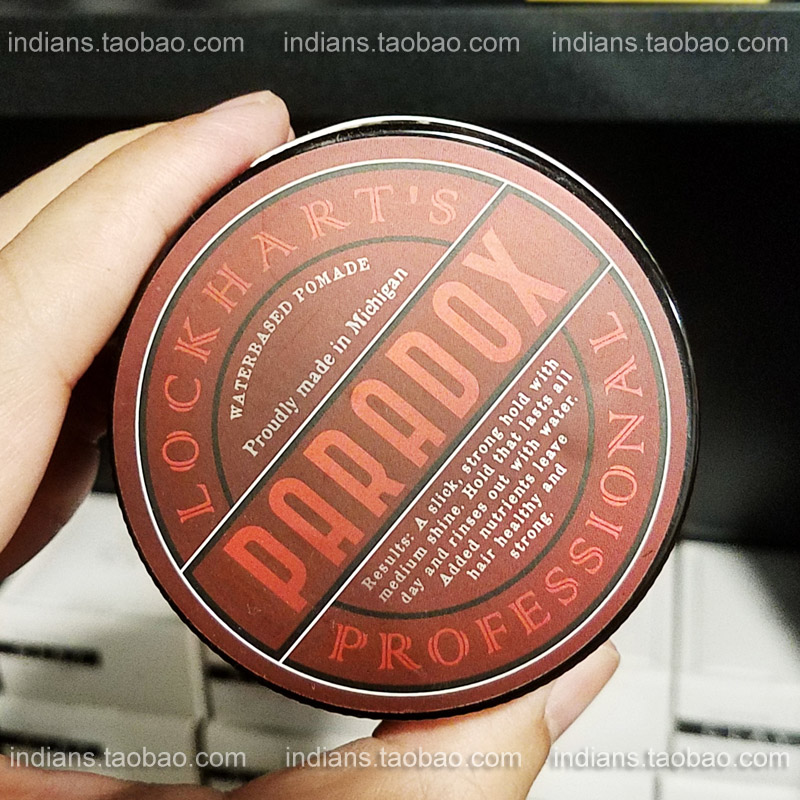 indians.taobao.com indians.taobao.com indians.taobao.com
LOCKHART'S
WATERBASED POMADE
Proudly made in Michigan
PARADOX
Results: A slick, strong hold with
medium shine. Hold that lasts all
day and rinses out with water.
Added nutrients leave
hair healthy and
strong.
PROFESSIONAL
indians.taobao.com indians.taobao.com indians.taobao.com